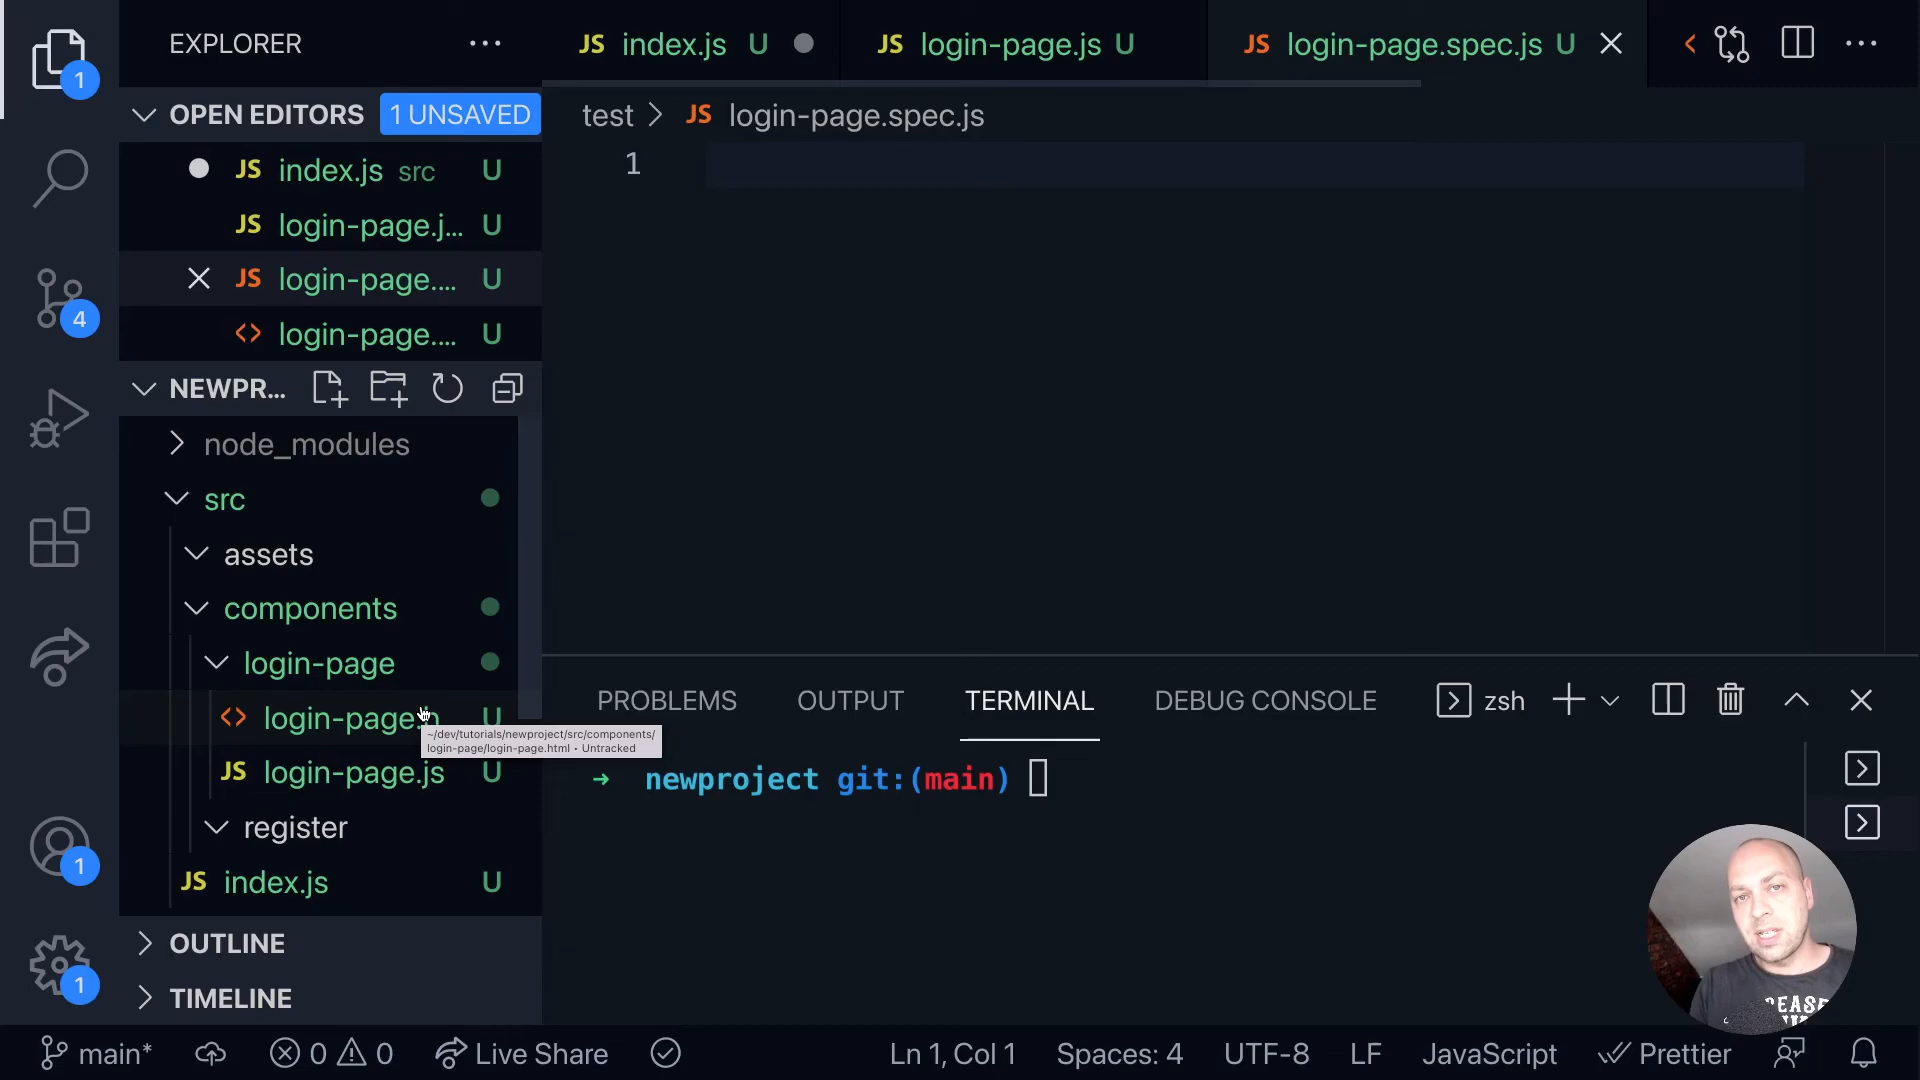 1
EXPLORER
JS index.js U
JS login-page.js U
JS login-page.spec.js U
OPEN EDITORS 1 UNSAVED
test > JS login-page.spec.js
JS index.js src U
1
JS login-page.j... U
JS login-page.... U
4
<> login-page.... U
NEWPR...
node_modules
src
assets
components
login-page
<> login-page.h U
~/dev/tutorials/newproject/src/components/
login-page/login-page.html • Untracked
JS login-page.js U
register
JS index.js U
PROBLEMS OUTPUT TERMINAL DEBUG CONSOLE zsh
→ newproject git:(main)
1
1
OUTLINE
TIMELINE
main* 0 0 Live Share Ln 1, Col 1 Spaces: 4 UTF-8 LF JavaScript Prettier